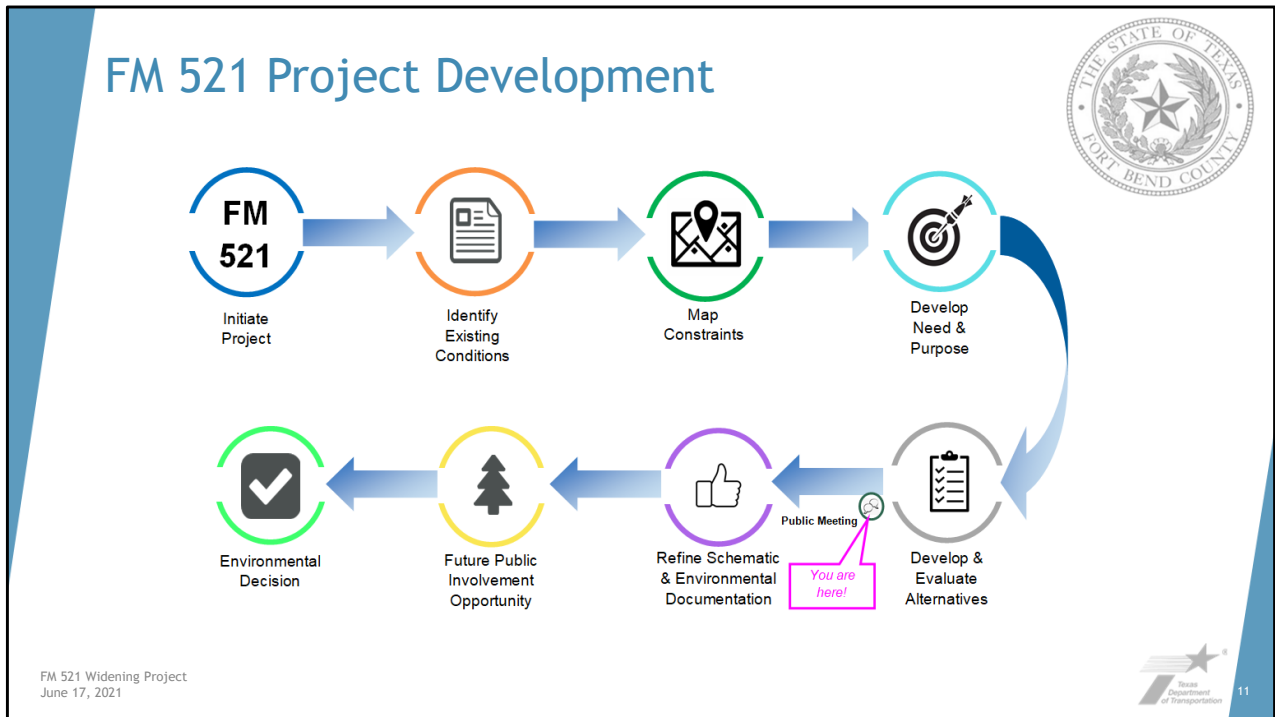 FM 521 Project Development
THE STATE OF TEXAS
FORT BEND COUNTY
FM
521
Initiate
Project
Identify
Existing
Conditions
Map
Constraints
Develop
Need &
Purpose
Environmental
Decision
Future Public
Involvement
Opportunity
Refine Schematic
& Environmental
Documentation
Public Meeting
You are
here!
Develop &
Evaluate
Alternatives
FM 521 Widening Project
June 17, 2021
Texas
Department
of Transportation
®
11